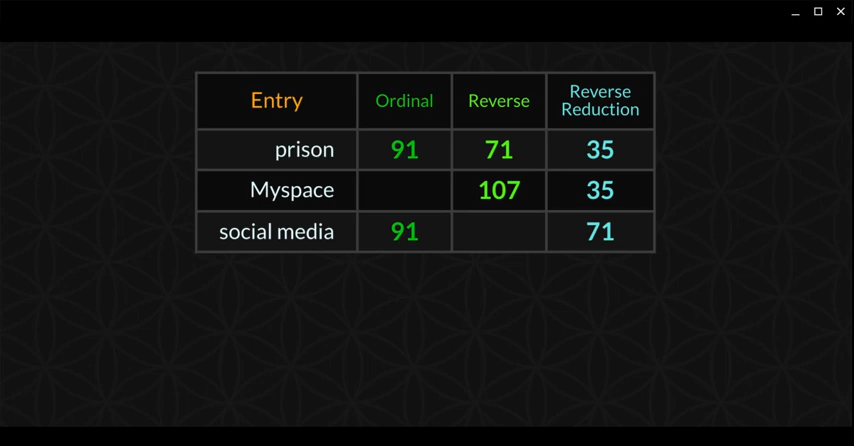 Entry Ordinal Reverse Reverse Reduction
prison 91 71 35
Myspace 107 35
social media 91 71